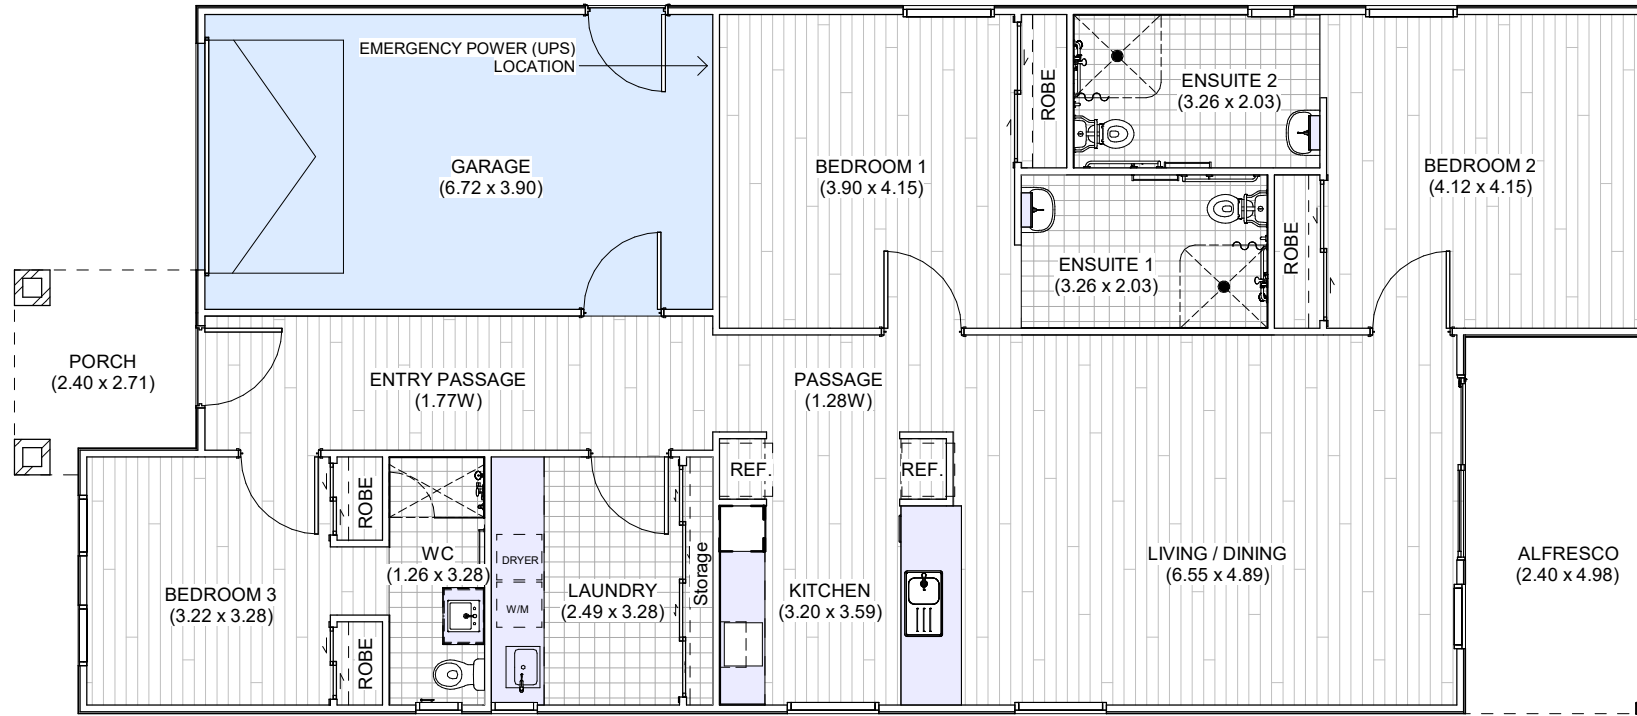 EMERGENCY POWER (UPS)
LOCATION
GARAGE
(6.72 x 3.90)
BEDROOM 1
(3.90 x 4.15)
ROBE
ENSUITE 2
(3.26 x 2.03)
BEDROOM 2
(4.12 x 4.15)
ENSUITE 1
(3.26 x 2.03)
ROBE
PORCH
(2.40 x 2.71)
ENTRY PASSAGE
(1.77W)
PASSAGE
(1.28W)
REF.
REF.
ROBE
WC
(1.26 x 3.28)
DRYER
W/M
LAUNDRY
(2.49 x 3.28)
Storage
KITCHEN
(3.20 x 3.59)
LIVING / DINING
(6.55 x 4.89)
ALFRESCO
(2.40 x 4.98)
BEDROOM 3
(3.22 x 3.28)
ROBE